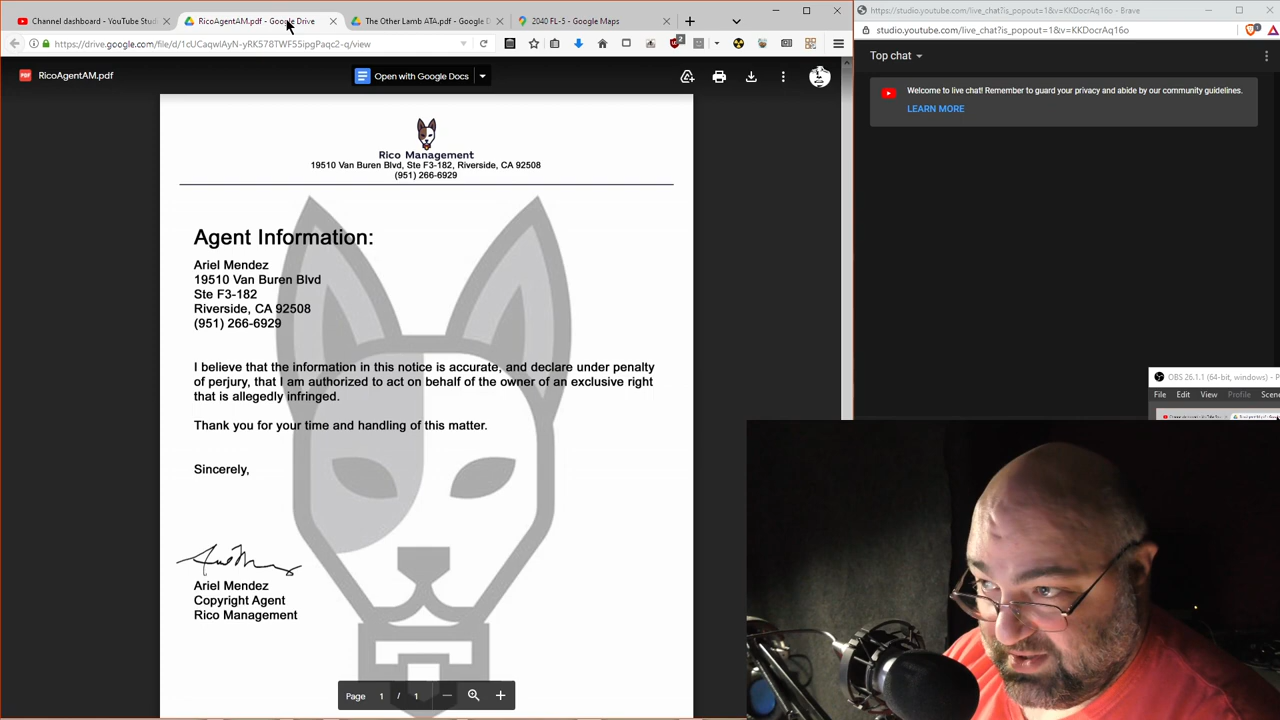 Channel dashboard - YouTube Studi
RicoAgentAM.pdf - Google Drive
The Other Lamb ATA.pdf - Google D
2040 FL-5 - Google Maps
https://studio.youtube.com/live_chat?is_popout=1&v=KKDocrAq16o - Brave
https://drive.google.com/file/d/1cUCaqwIAyN-yRK578TWF55ipgPaqc2-q/view
studio.youtube.com/live_chat?is_popout=1&v=KKDocrAq16o
RicoAgentAM.pdf
Open with Google Docs
Top chat
Welcome to live chat! Remember to guard your privacy and abide by our community guidelines.
LEARN MORE
Rico Management
19510 Van Buren Blvd, Ste F3-182, Riverside, CA 92508
(951) 266-6929
Agent Information:
Ariel Mendez
19510 Van Buren Blvd
Ste F3-182
Riverside, CA 92508
(951) 266-6929
I believe that the information in this notice is accurate, and declare under penalty
of perjury, that I am authorized to act on behalf of the owner of an exclusive right
that is allegedly infringed.
Thank you for your time and handling of this matter.
Sincerely,
Ariel Mendez
Copyright Agent
Rico Management
Page 1 / 1
OBS 26.1.1 (64-bit, windows) - P
File Edit View Profile Scene